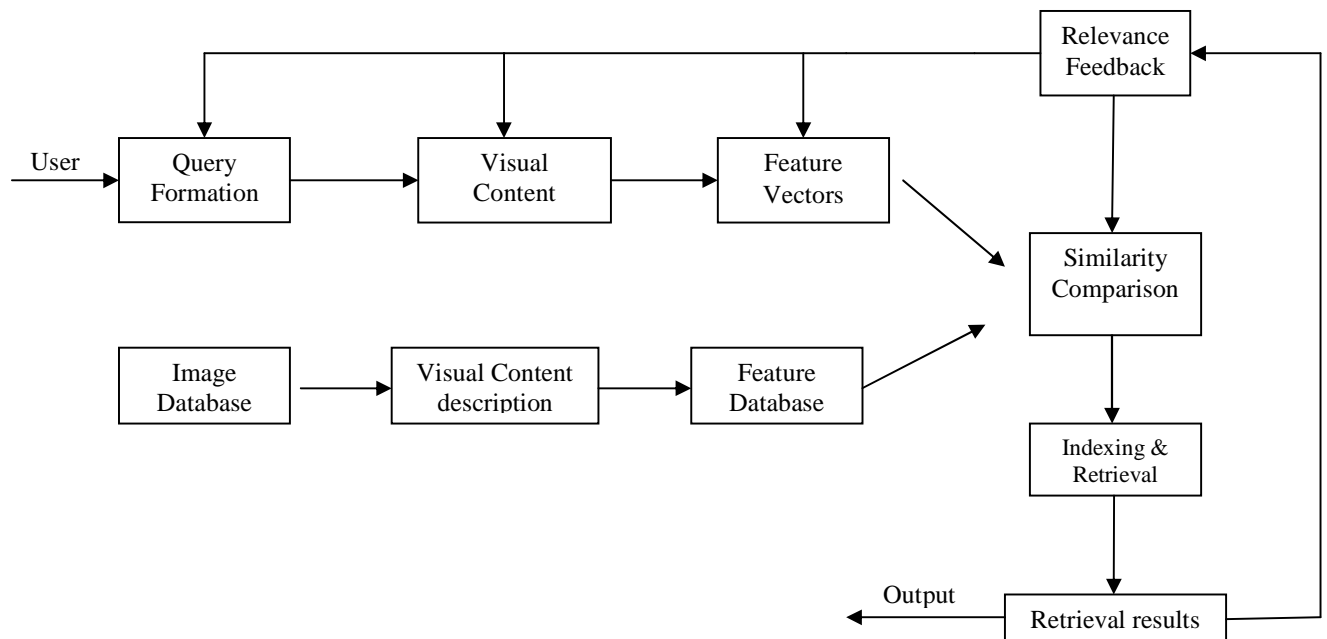 Relevance
Feedback
User
Query
Formation
Visual
Content
Feature
Vectors
Similarity
Comparison
Image
Database
Visual Content
description
Feature
Database
Indexing &
Retrieval
Output
Retrieval results